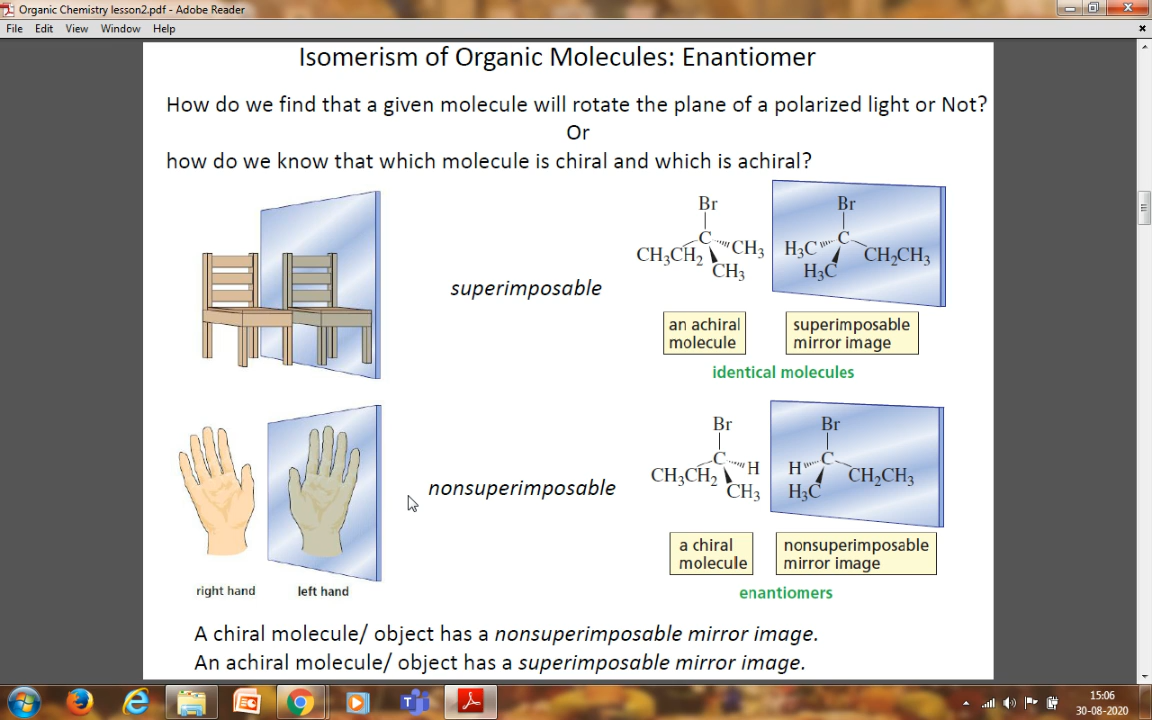 Organic Chemistry lesson2.pdf - Adobe Reader
File Edit View Window Help
Isomerism of Organic Molecules: Enantiomer
How do we find that a given molecule will rotate the plane of a polarized light or Not?
Or
how do we know that which molecule is chiral and which is achiral?
Br
C
CH₃CH₂
CH₃
CH₃
Br
H₃C
C
H₃C
CH₂CH₃
superimposable
an achiral
molecule
superimposable
mirror image
identical molecules
Br
C
CH₃CH₂
H
CH₃
Br
H
C
H₃C
CH₂CH₃
nonsuperimposable
a chiral
molecule
nonsuperimposable
mirror image
right hand
left hand
enantiomers
A chiral molecule/ object has a nonsuperimposable mirror image.
An achiral molecule/ object has a superimposable mirror image.
15:06
30-08-2020